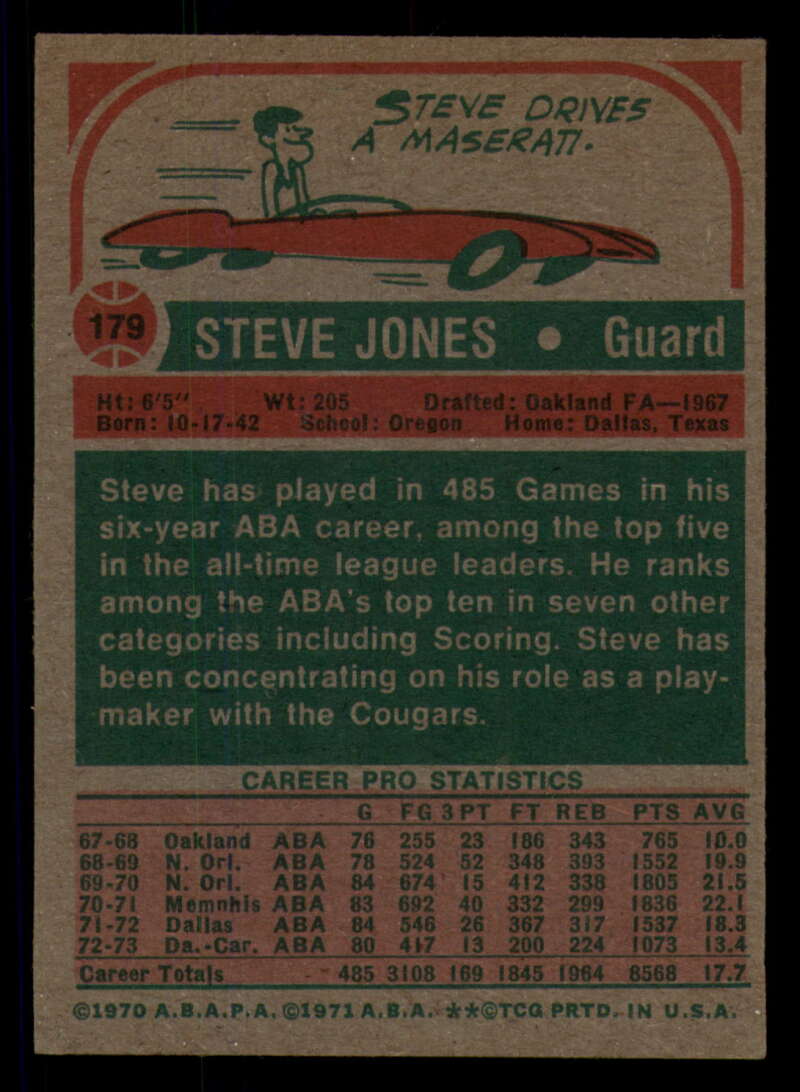 STEVE DRIVES
A MASERATI.
179 STEVE JONES • Guard
Ht: 6'5" Wt: 205 Drafted: Oakland FA—1967
Born: 10-17-42 School: Oregon Home: Dallas, Texas
Steve has played in 485 Games in his
six-year ABA career, among the top five
in the all-time league leaders. He ranks
among the ABA's top ten in seven other
categories including Scoring. Steve has
been concentrating on his role as a play-
maker with the Cougars.
CAREER PRO STATISTICS
G FG 3PT FT REB PTS AVG
67-68 Oakland ABA 76 255 23 186 343 765 10.0
68-69 N. Orl. ABA 78 524 52 348 393 1552 19.9
69-70 N. Orl. ABA 84 674 15 412 338 1805 21.5
70-71 Memnhis ABA 83 692 40 332 299 1836 22.1
71-72 Dallas ABA 84 546 26 367 317 1537 18.3
72-73 Da.-Car. ABA 80 417 13 200 224 1073 13.4
Career Totals 485 3108 169 1845 1964 8568 17.7
©1970 A.B.A.P.A. ©1971 A.B.A. **©TCG PRTD. IN U.S.A.